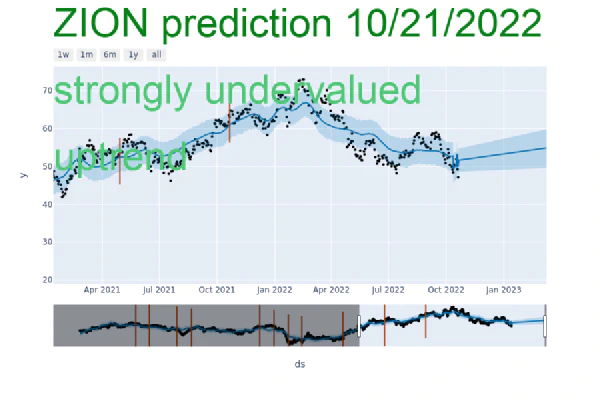 ZION prediction 10/21/2022
1w 1m 6m 1y all
strongly undervalued
uptrend
70
60
50
40
30
20
y
Apr 2021 Jul 2021 Oct 2021 Jan 2022 Apr 2022 Jul 2022 Oct 2022 Jan 2023
ds